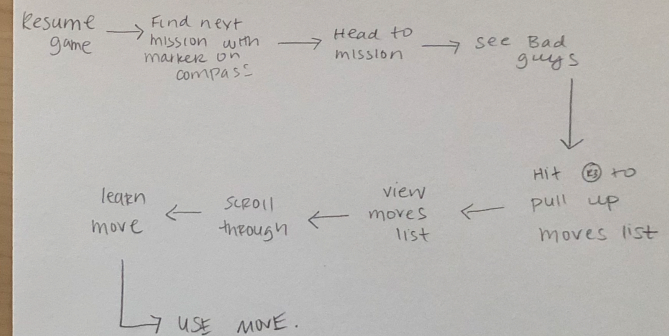 Resume
game
Find next
mission with
marker on
compass
Head to
mission
see Bad
guys
Hit R3 to
pull up
moves list
view
moves
list
scroll
through
learn
move
USE MOVE.